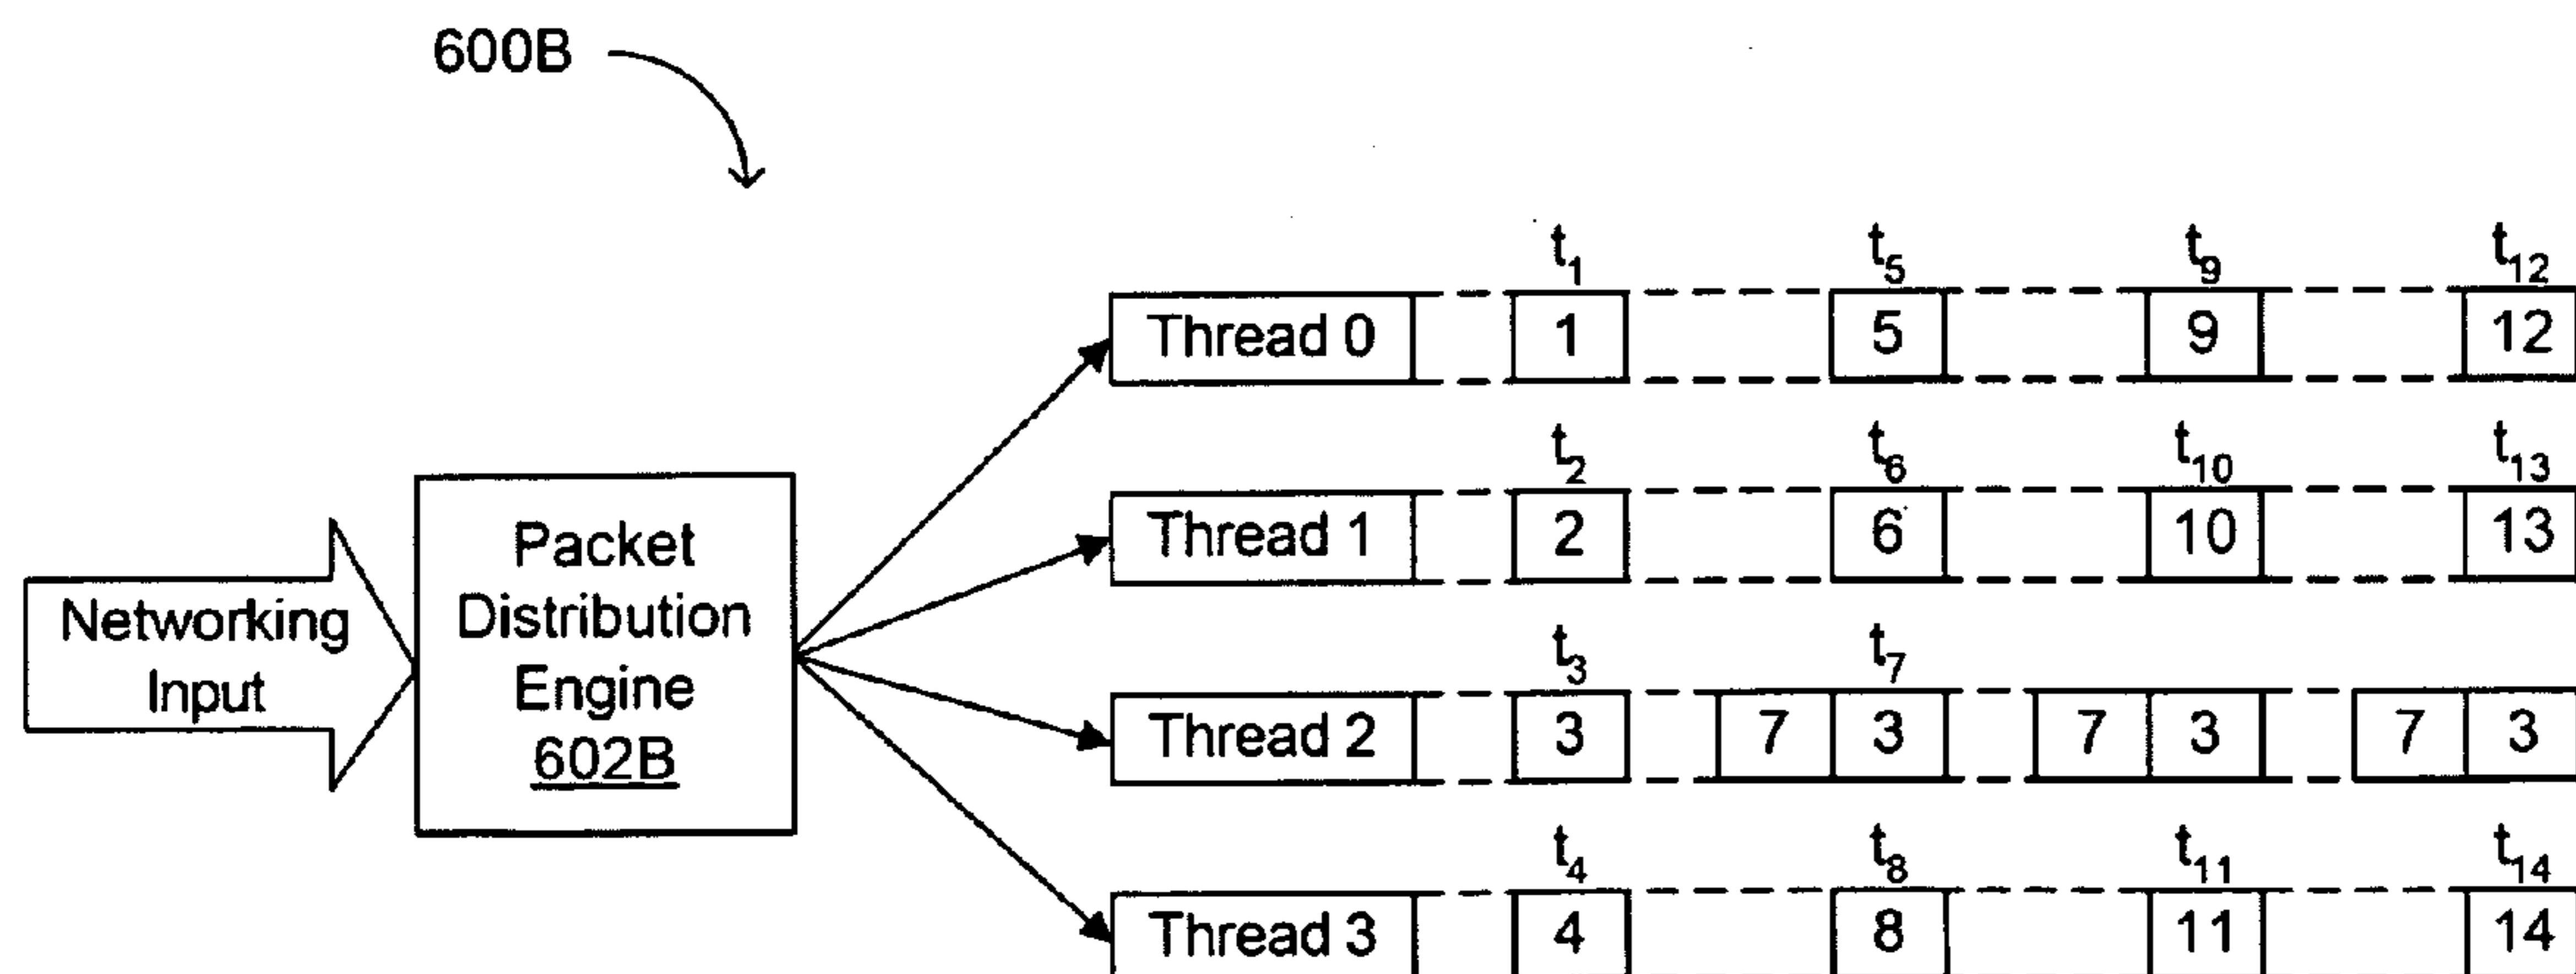 600B
t1 t5 t9 t12
Thread 0 1 5 9 12
t2 t6 t10 t13
Thread 1 2 6 10 13
Packet
Distribution
Engine
602B
Networking
Input
t3 t7
Thread 2 3 7 3 7 3 7 3
t4 t8 t11 t14
Thread 3 4 8 11 14